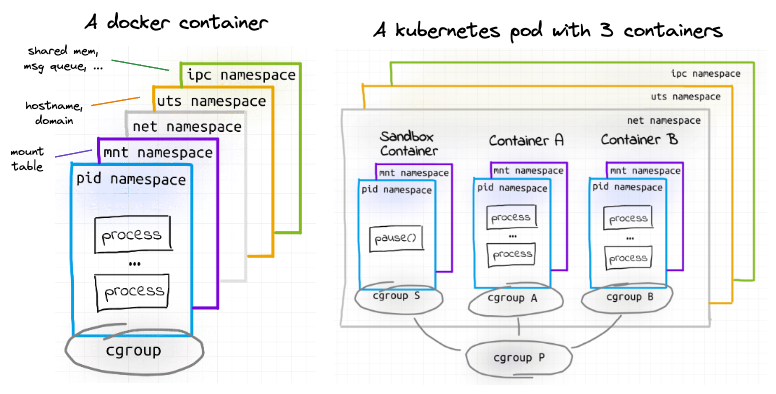 A docker container
shared mem,
msg queue, ...
ipc namespace
hostname,
domain
uts namespace
net namespace
mount
table
mnt namespace
pid namespace
process
...
process
cgroup
A kubernetes pod with 3 containers
ipc namespace
uts namespace
net namespace
Sandbox
Container
mnt namespace
pid namespace
pause()
cgroup S
Container A
mnt namespace
pid namespace
process
...
process
cgroup A
Container B
mnt namespace
pid namespace
process
...
process
cgroup B
cgroup P